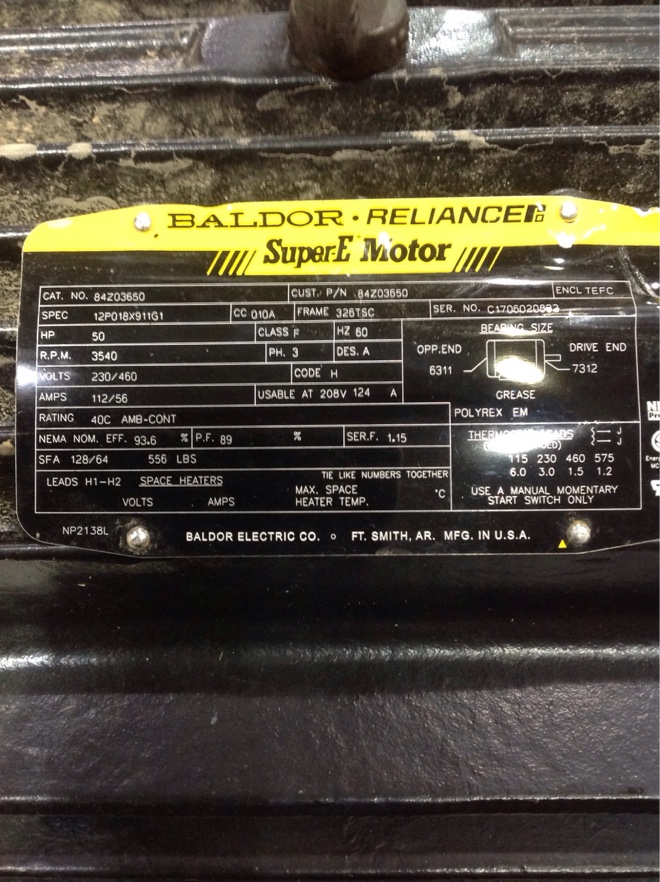 BALDOR · RELIANCE
Super-E Motor
CAT. NO. 84Z03650 CUST. P/N 84Z03650 ENCL TEFC
SPEC 12P018X911G1 CC 010A FRAME 326TSC SER. NO.
HP 50 CLASS F HZ 60 BEARING SIZE
R.P.M. 3540 PH. 3 DES. A OPP.END DRIVE END
VOLTS 230/460 CODE H 6311 7312
AMPS 112/56 USABLE AT 208V 124 A GREASE
RATING 40C AMB-CONT POLYREX EM
NEMA NOM. EFF. 93.6 % P.F. 89 % SER.F. 1.15 J
J
SFA 128/64 556 LBS 115 230 460 575
6.0 3.0 1.5 1.2
LEADS H1-H2 SPACE HEATERS TIE LIKE NUMBERS TOGETHER
VOLTS AMPS MAX. SPACE HEATER TEMP. °C USE A MANUAL MOMENTARY
START SWITCH ONLY
NP2138L BALDOR ELECTRIC CO. FT. SMITH, AR. MFG. IN U.S.A.